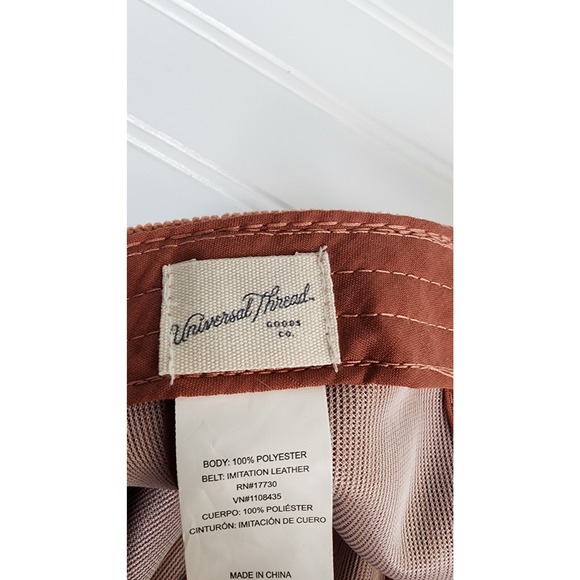 Universal Thread
GOODS
CO.
BODY: 100% POLYESTER
BELT: IMITATION LEATHER
RN#17730
VN#1108435
CUERPO: 100% POLIÉSTER
CINTURÓN: IMITACIÓN DE CUERO
MADE IN CHINA